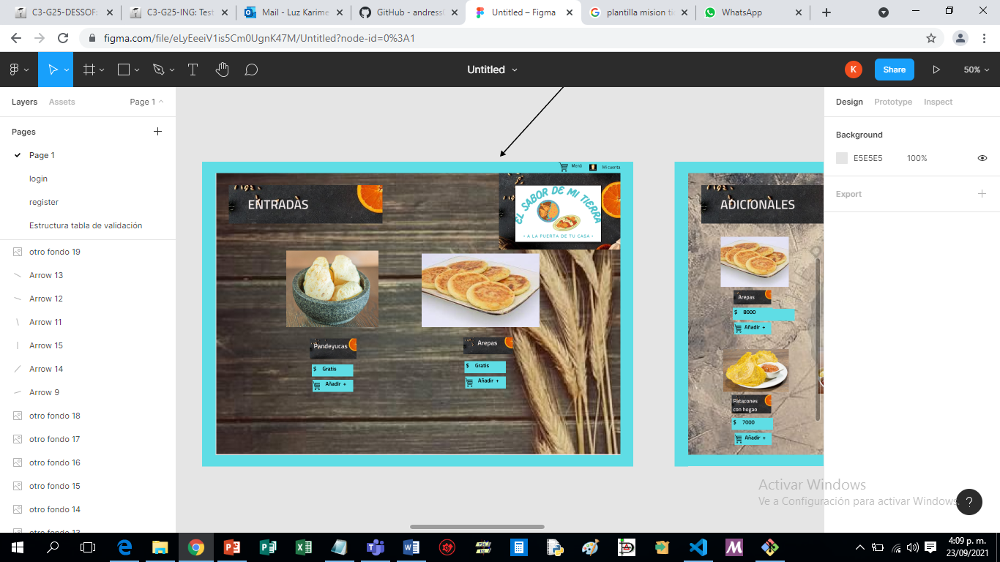 C3-G25-DESSOF:
C3-G25-ING: Test
Mail - Luz Karime
GitHub - andress
Untitled – Figma
plantilla mision ti
WhatsApp
figma.com/file/eLyEeeiV1is5Cm0UgnK47M/Untitled?node-id=0%3A1
Untitled
K
Share
50%
Layers
Assets
Page 1
Design
Prototype
Inspect
Pages
Page 1
login
register
Estructura tabla de validación
otro fondo 19
Arrow 13
Arrow 12
Arrow 11
Arrow 15
Arrow 14
Arrow 9
otro fondo 18
otro fondo 17
otro fondo 16
otro fondo 15
otro fondo 14
otro fondo 13
Menú
Mi cuenta
ENTRADAS
EL SABOR DE MI TIERRA
• A LA PUERTA DE TU CASA •
Pandeyucas
$ Gratis
Añadir +
Arepas
$ Gratis
Añadir +
ADICIONALES
Arepas
$ 8000
Añadir +
Patacones
con hogao
$ 7000
Añadir +
Background
E5E5E5
100%
Export
Activar Windows
Ve a Configuración para activar Windows.
?
4:09 p. m.
23/09/2021